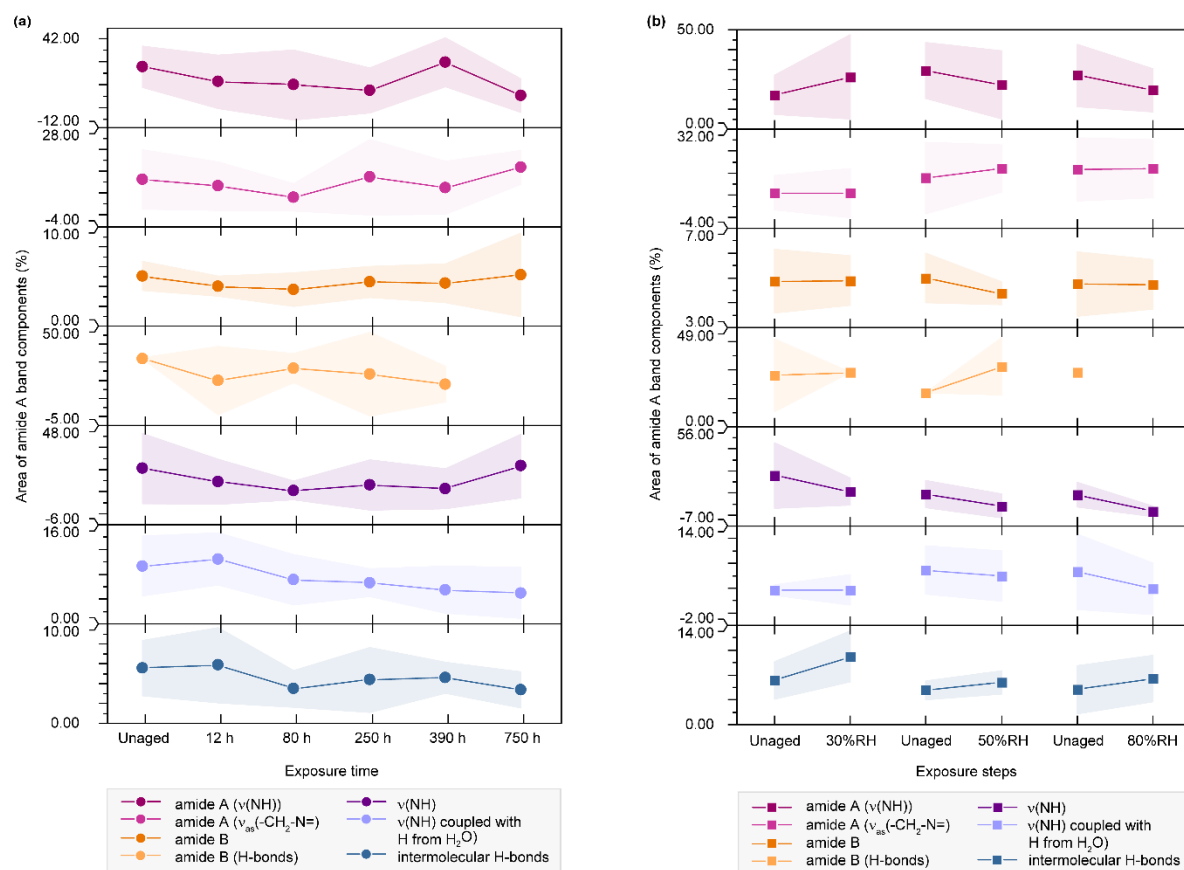 (a)
Area of amide A band components (%)
42.00
-12.00
28.00
-4.00
10.00
0.00
50.00
-5.00
48.00
-6.00
16.00
0.00
10.00
0.00
Unaged 12 h 80 h 250 h 390 h 750 h
Exposure time
amide A (ν(NH))
amide A (νas(-CH2-N=)
amide B
amide B (H-bonds)
ν(NH)
ν(NH) coupled with
H from H2O)
intermolecular H-bonds
(b)
Area of amide A band components (%)
50.00
0.00
32.00
-4.00
7.00
3.00
49.00
0.00
56.00
-7.00
14.00
-2.00
14.00
0.00
Unaged 30%RH Unaged 50%RH Unaged 80%RH
Exposure steps
amide A (ν(NH))
amide A (νas(-CH2-N=)
amide B
amide B (H-bonds)
ν(NH)
ν(NH) coupled with
H from H2O)
intermolecular H-bonds